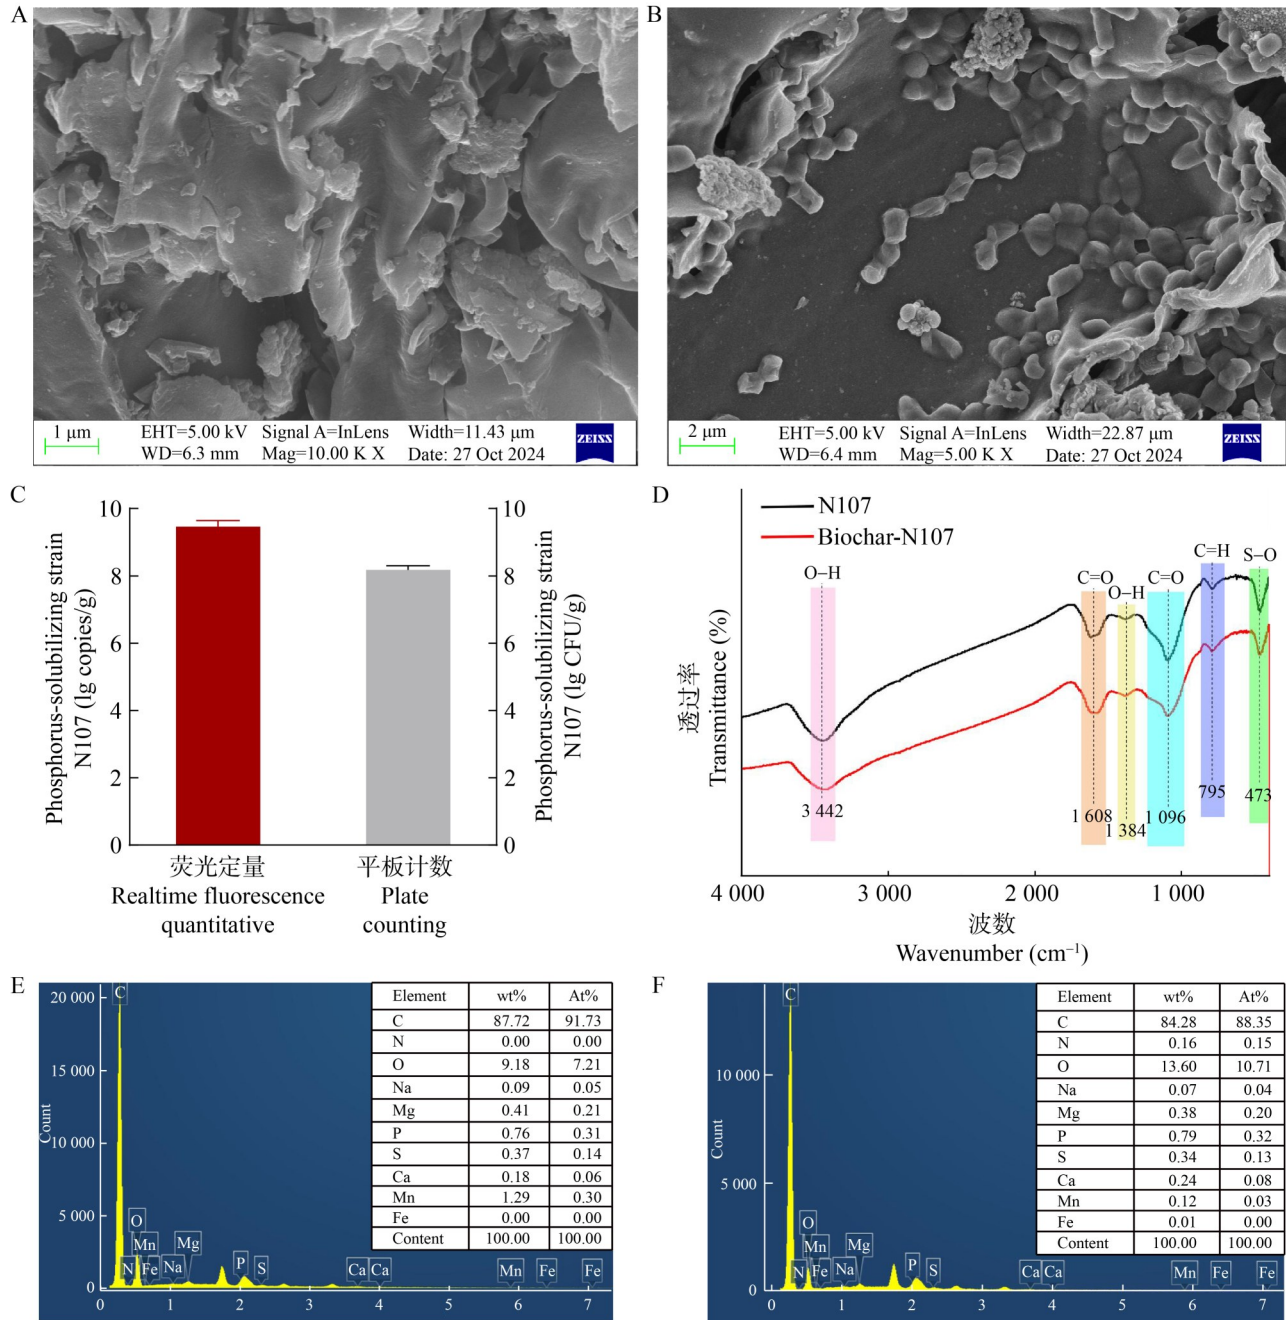 A
B
1 μm
EHT=5.00 kV
Signal A=InLens
Width=11.43 μm
WD=6.3 mm
Mag=10.00 K X
Date: 27 Oct 2024
ZEISS
2 μm
EHT=5.00 kV
Signal A=InLens
Width=22.87 μm
WD=6.4 mm
Mag=5.00 K X
Date: 27 Oct 2024
ZEISS
C
Phosphorus-solubilizing strain
N107 (lg copies/g)
10
8
6
4
2
0
10
8
6
4
2
0
Phosphorus-solubilizing strain
N107 (lg CFU/g)
荧光定量
Realtime fluorescence
quantitative
平板计数
Plate
counting
D
透过率
Transmittance (%)
N107
Biochar-N107
O–H
C=O
O–H
C=O
C=H
S–O
3 442
1 608
1 384
1 096
795
473
4 000
3 000
2 000
1 000
波数
Wavenumber (cm⁻¹)
E
Count
20 000
15 000
10 000
5 000
0
C
O
Mn
N
Fe
Na
Mg
P
S
Ca
Ca
Mn
Fe
Fe
0 1 2 3 4 5 6 7
Element wt% At%
C 87.72 91.73
N 0.00 0.00
O 9.18 7.21
Na 0.09 0.05
Mg 0.41 0.21
P 0.76 0.31
S 0.37 0.14
Ca 0.18 0.06
Mn 1.29 0.30
Fe 0.00 0.00
Content 100.00 100.00
F
Count
10 000
5 000
0
C
O
Mn
N
Fe
Na
Mg
P
S
Ca
Ca
Mn
Fe
Fe
0 1 2 3 4 5 6 7
Element wt% At%
C 84.28 88.35
N 0.16 0.15
O 13.60 10.71
Na 0.07 0.04
Mg 0.38 0.20
P 0.79 0.32
S 0.34 0.13
Ca 0.24 0.08
Mn 0.12 0.03
Fe 0.01 0.00
Content 100.00 100.00